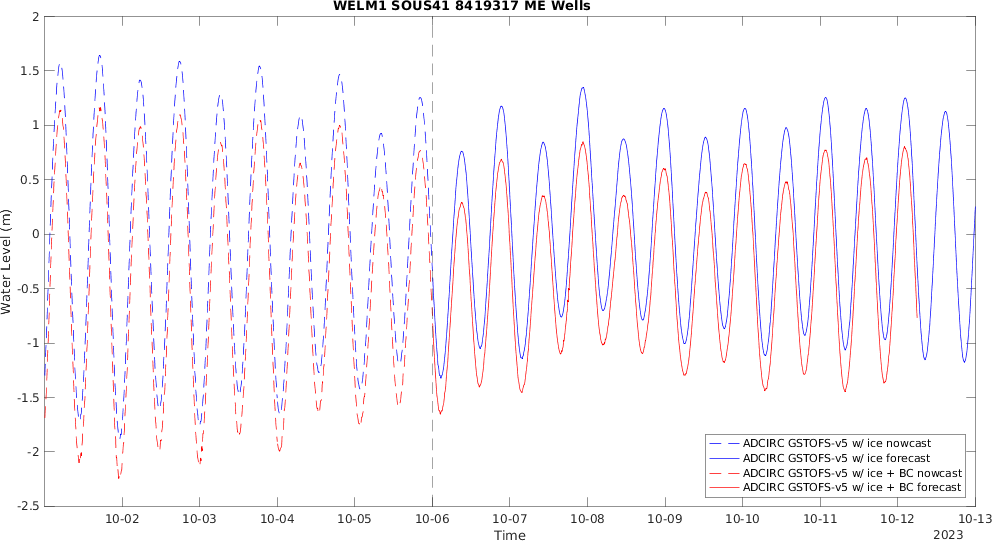 WELM1 SOUS41 8419317 ME Wells
2
1.5
1
0.5
0
-0.5
-1
-1.5
-2
-2.5
Water Level (m)
10-02 10-03 10-04 10-05 10-06 10-07 10-08 10-09 10-10 10-11 10-12 10-13
Time
2023
ADCIRC GSTOFS-v5 w/ ice nowcast
ADCIRC GSTOFS-v5 w/ ice forecast
ADCIRC GSTOFS-v5 w/ ice + BC nowcast
ADCIRC GSTOFS-v5 w/ ice + BC forecast